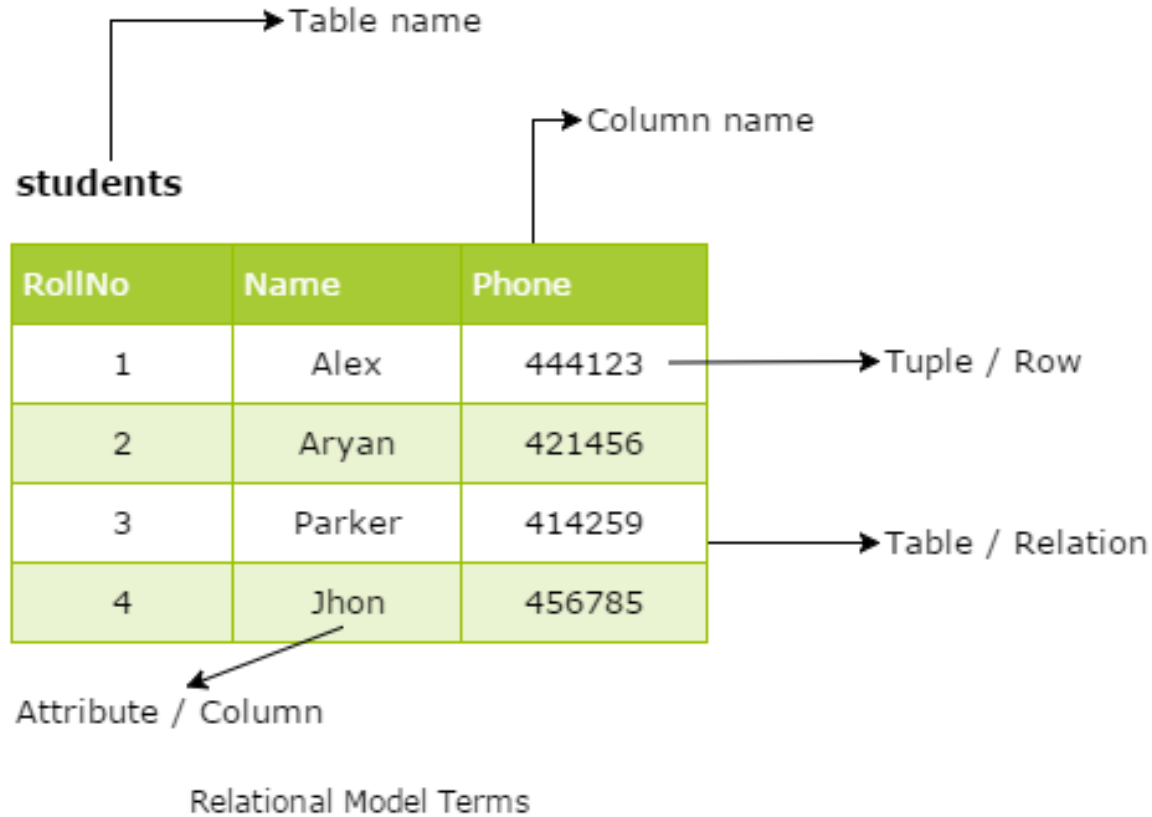 Table name
Column name
students
RollNo Name Phone
1 Alex 444123
Tuple / Row
2 Aryan 421456
3 Parker 414259
Table / Relation
4 Jhon 456785
Attribute / Column
Relational Model Terms